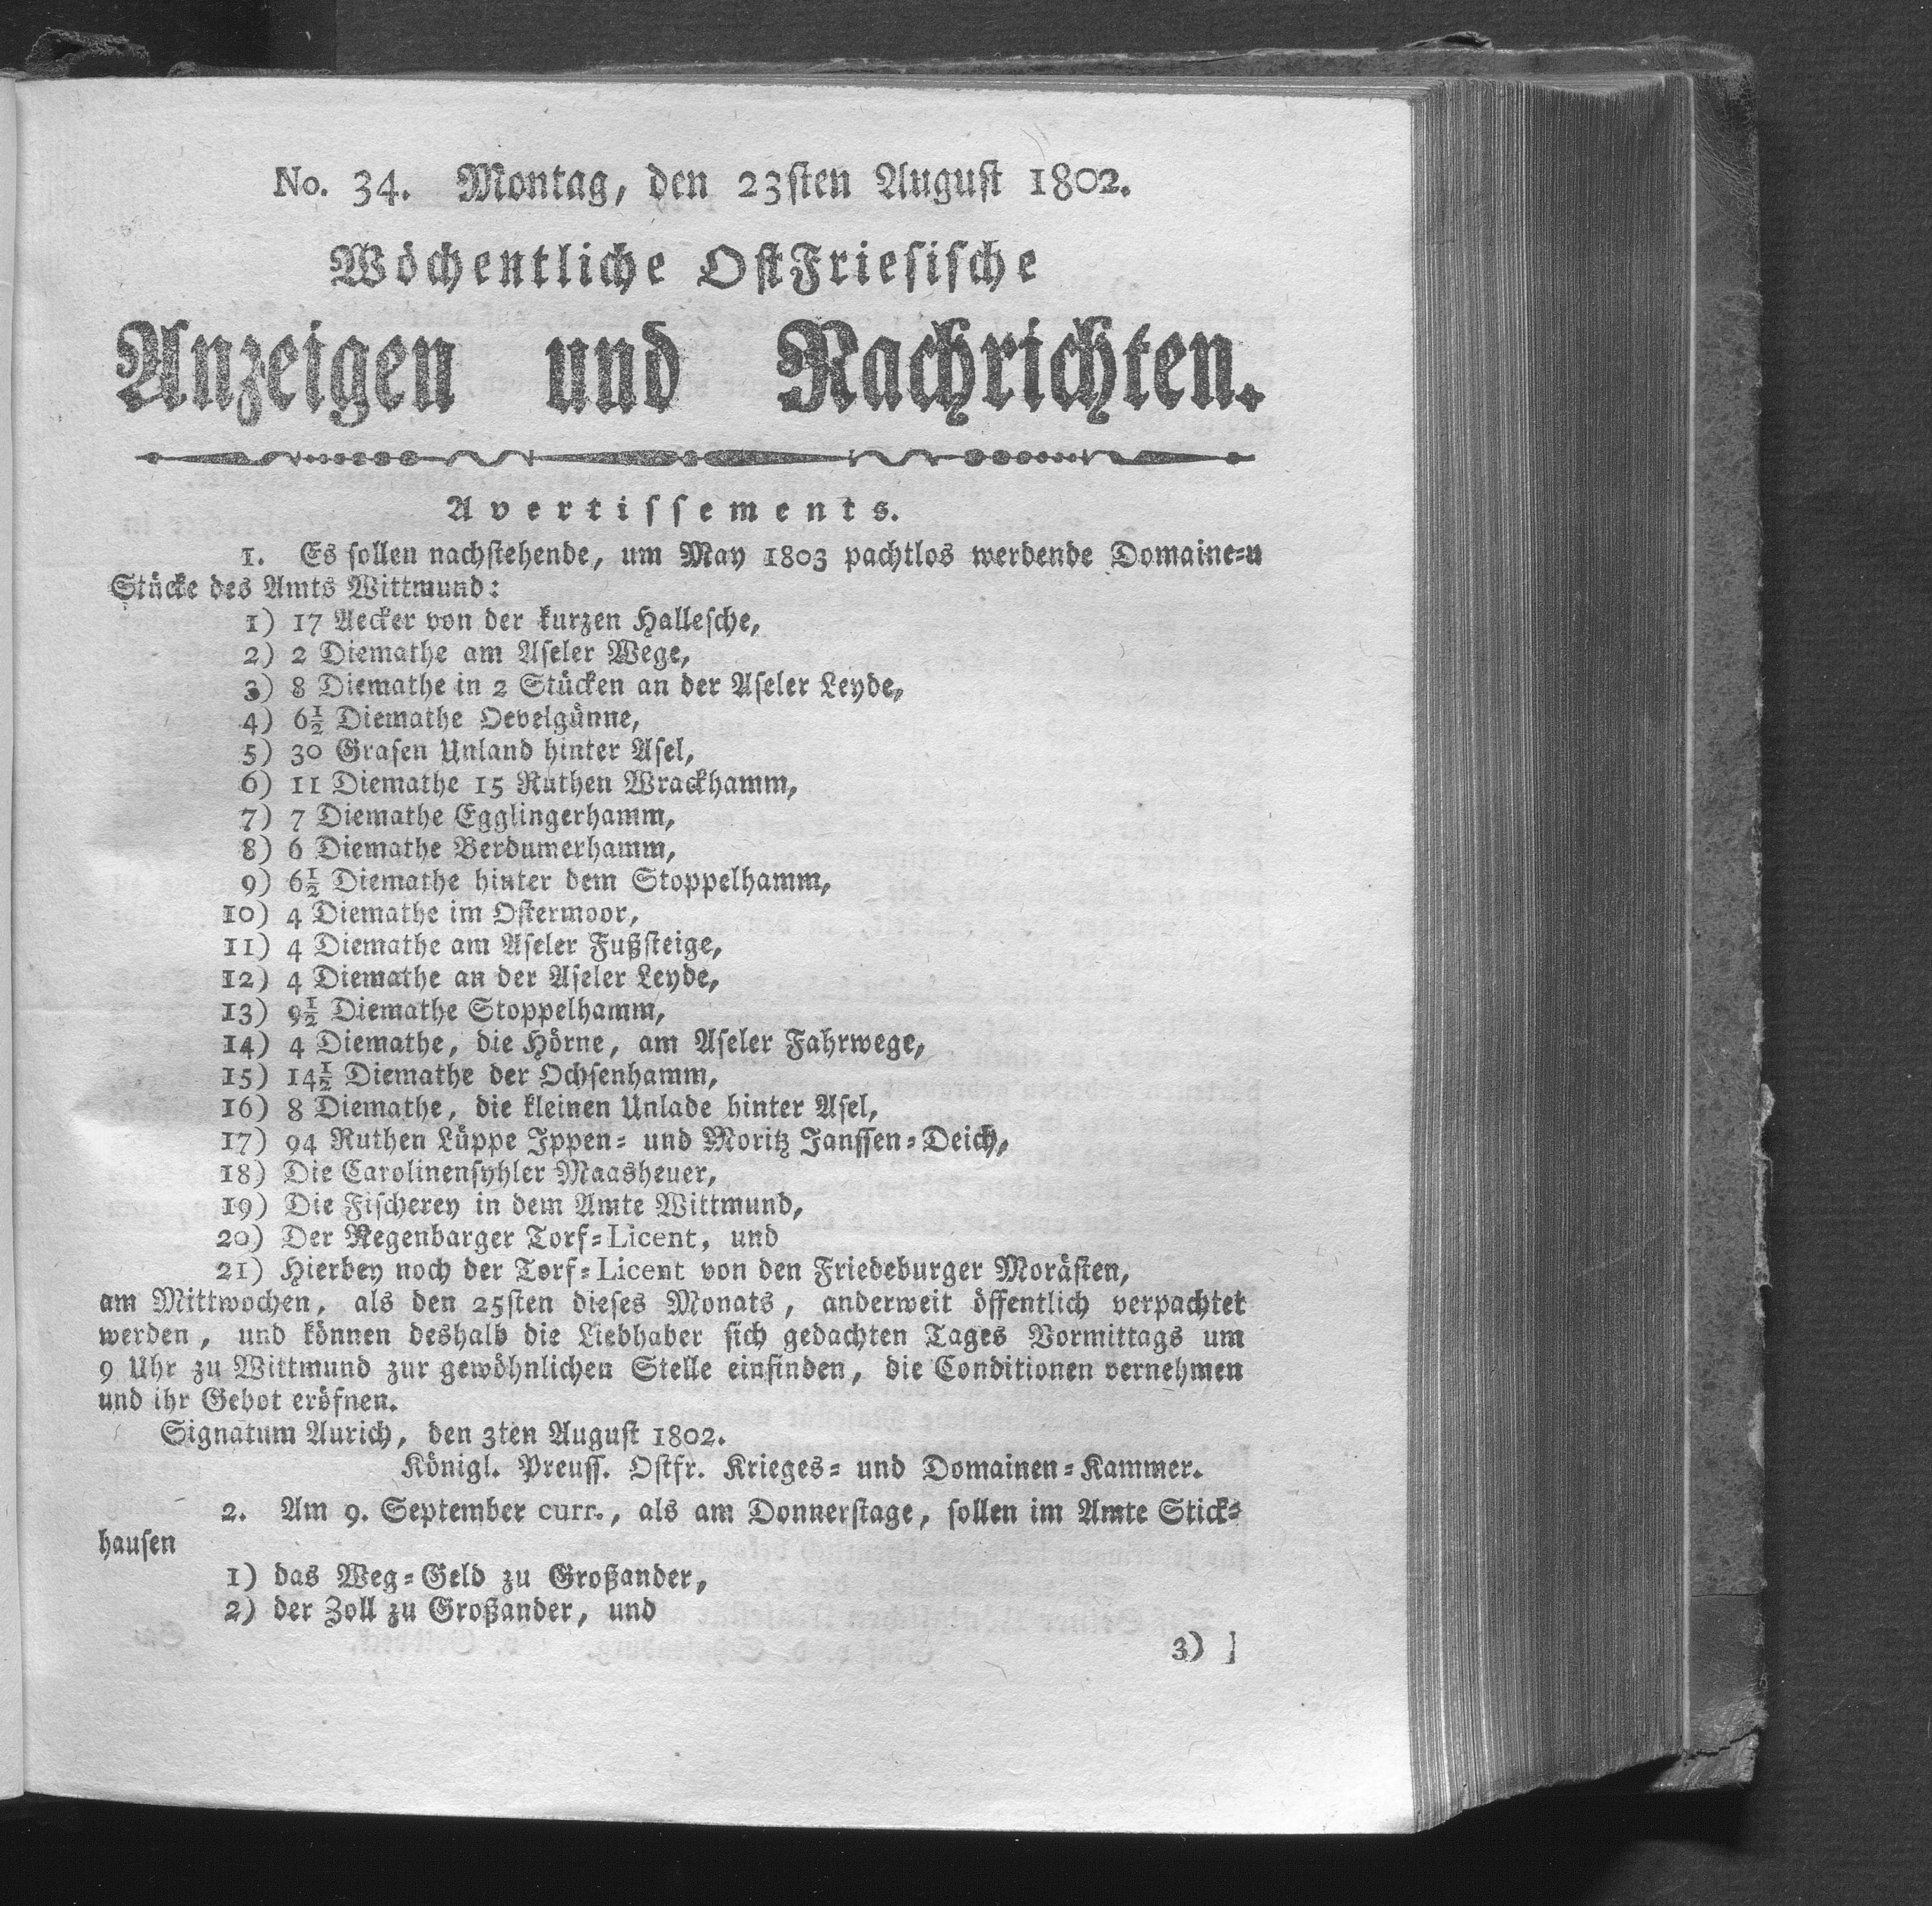 No. 34. Montag, den 23sten August 1802.
Wöchentliche OstFriesische
Anzeigen und Nachrichten.
Avertissements.
1. Es sollen nachstehende, um May 1803 pachtlos werdende Domaine=n
Stücke des Amts Wittmund:
1) 17 Aecker von der kurzen Hallesche,
2) 2 Diemathe am Aseler Wege,
3) 8 Diemathe in 2 Stücken an der Aseler Leyde,
4) 6½ Diemathe Oevelgünne,
5) 30 Grasen Unland hinter Asel,
6) 11 Diemathe 15 Ruthen Wrackhamm,
7) 7 Diemathe Egglingerhamm,
8) 6 Diemathe Berdumerhamm,
9) 6½ Diemathe hinter dem Stoppelhamm,
10) 4 Diemathe im Ostermoor,
11) 4 Diemathe am Aseler Fußsteige,
12) 4 Diemathe an der Aseler Leyde,
13) 9½ Diemathe Stoppelhamm,
14) 4 Diemathe, die Hörne, am Aseler Fahrwege,
15) 14½ Diemathe der Ochsenhamm,
16) 8 Diemathe, die kleinen Unlade hinter Asel,
17) 94 Ruthen Lüppe Ippen= und Moritz Janssen=Deich,
18) Die Carolinensyhler Maasheuer,
19) Die Fischerey in dem Amte Wittmund,
20) Der Regenbarger Torf=Licent, und
21) Hierbey noch der Torf=Licent von den Friedeburger Morästen,
am Mittwochen, als den 25sten dieses Monats, anderweit öffentlich verpachtet
werden, und können deshalb die Liebhaber sich gedachten Tages Vormittags um
9 Uhr zu Wittmund zur gewöhnlichen Stelle einfinden, die Conditionen vernehmen
und ihr Gebot eröfnen.
Signatum Aurich, den 3ten August 1802.
Königl. Preuss. Ostfr. Krieges= und Domainen=Kammer.
2. Am 9. September curr., als am Donnerstage, sollen im Amte Stick=
hausen
1) das Weg=Geld zu Großander,
2) der Zoll zu Großander, und
3)